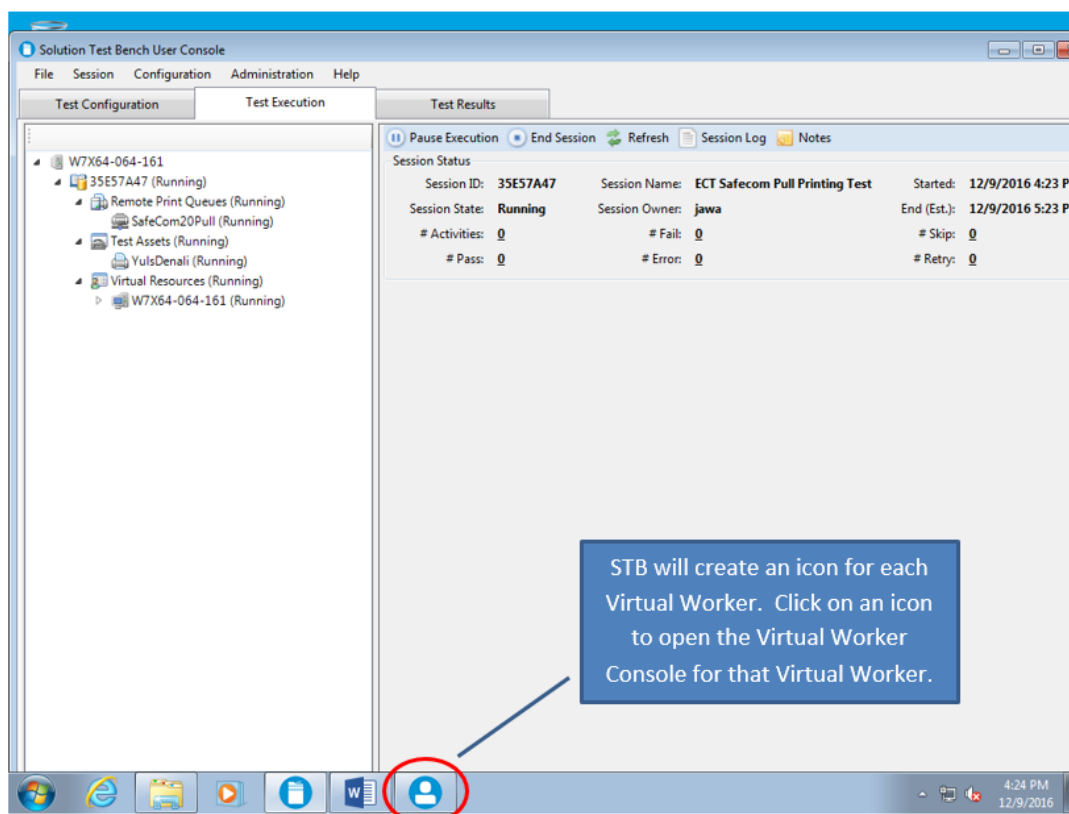 Solution Test Bench User Console
File Session Configuration Administration Help
Test Configuration Test Execution Test Results
Pause Execution End Session Refresh Session Log Notes
W7X64-064-161
35E57A47 (Running)
Remote Print Queues (Running)
SafeCom20Pull (Running)
Test Assets (Running)
YulsDenali (Running)
Virtual Resources (Running)
W7X64-064-161 (Running)
Session Status
Session ID: 35E57A47 Session Name: ECT Safecom Pull Printing Test Started: 12/9/2016 4:23 P
Session State: Running Session Owner: jawa End (Est.): 12/9/2016 5:23 P
# Activities: 0 # Fail: 0 # Skip: 0
# Pass: 0 # Error: 0 # Retry: 0
STB will create an icon for each
Virtual Worker. Click on an icon
to open the Virtual Worker
Console for that Virtual Worker.
W
4:24 PM
12/9/2016